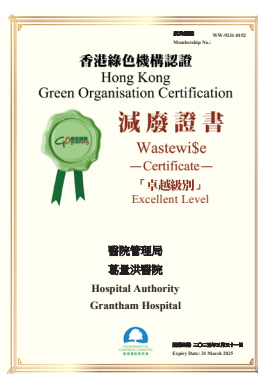 WW-9331-0152
Membership No.:
香港綠色機構認證
Hong Kong
Green Organisation Certification
減廢證書
Wastewi$e
—Certificate—
「卓越級別」
Excellent Level
醫院管理局
葛量洪醫院
Hospital Authority
Grantham Hospital
Expiry Date: 31 March 2025